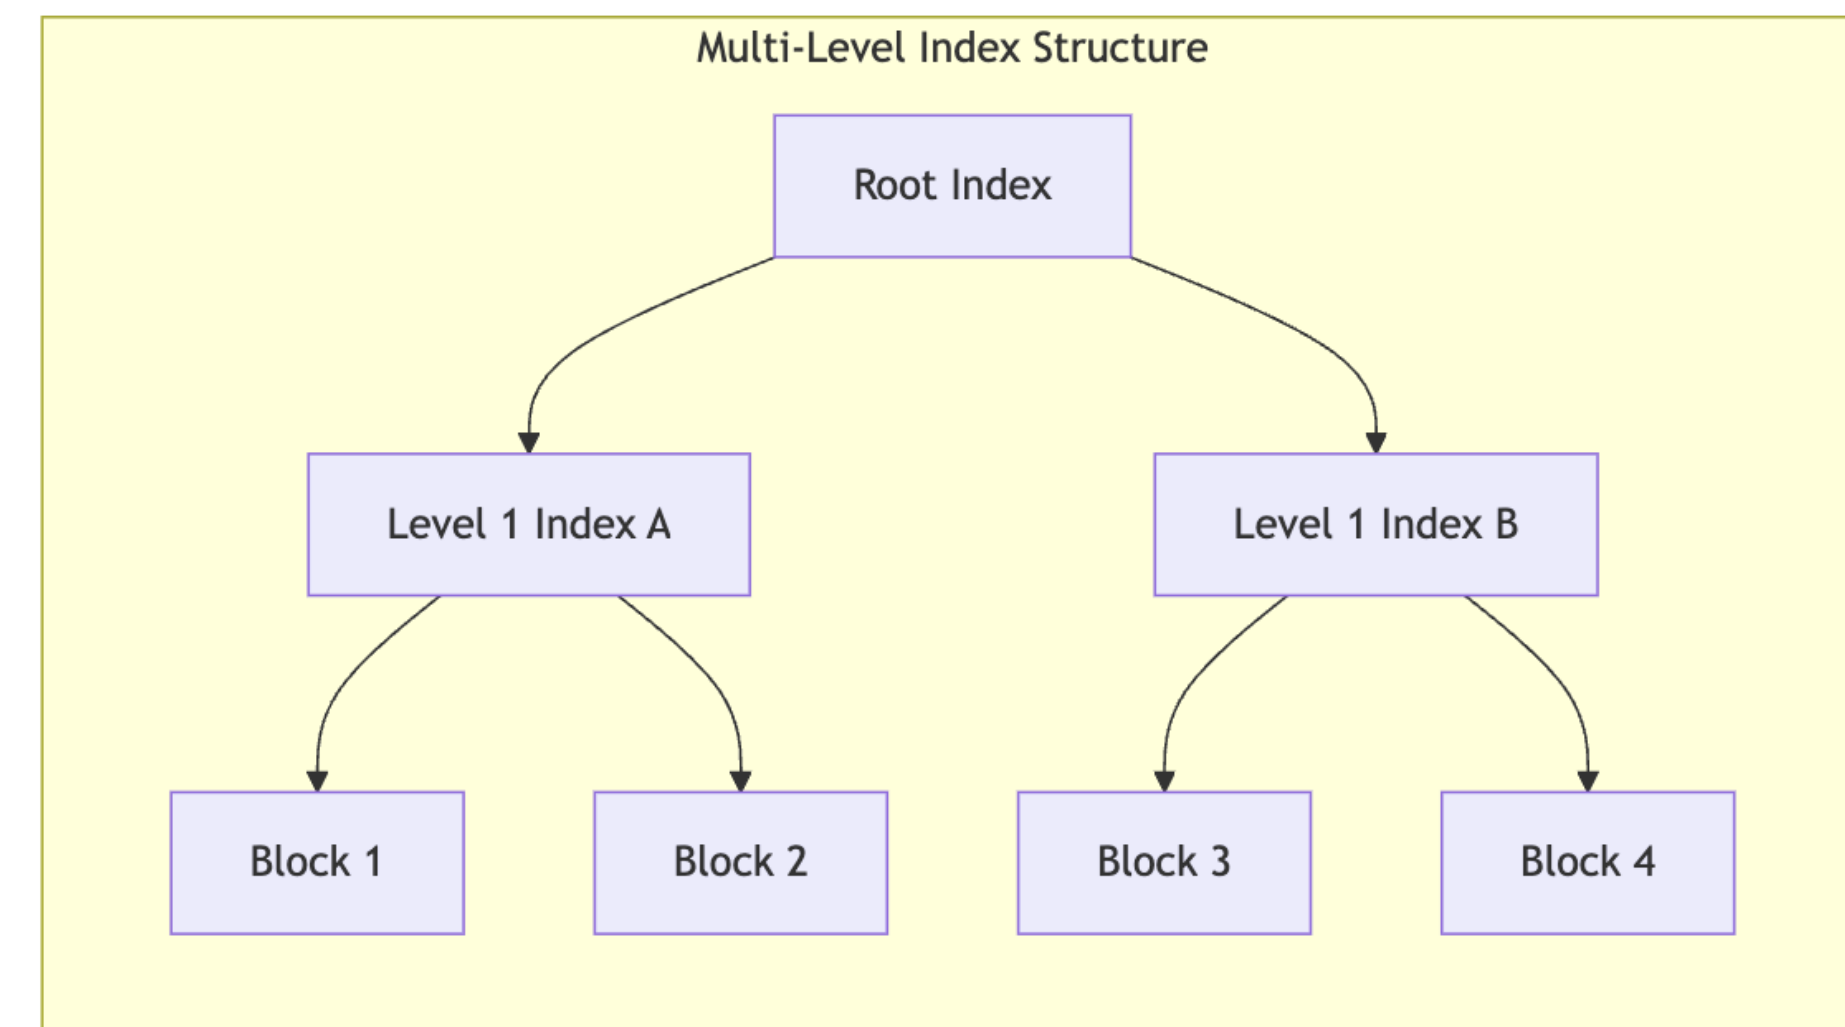 Multi-Level Index Structure
Root Index
Level 1 Index A
Level 1 Index B
Block 1
Block 2
Block 3
Block 4